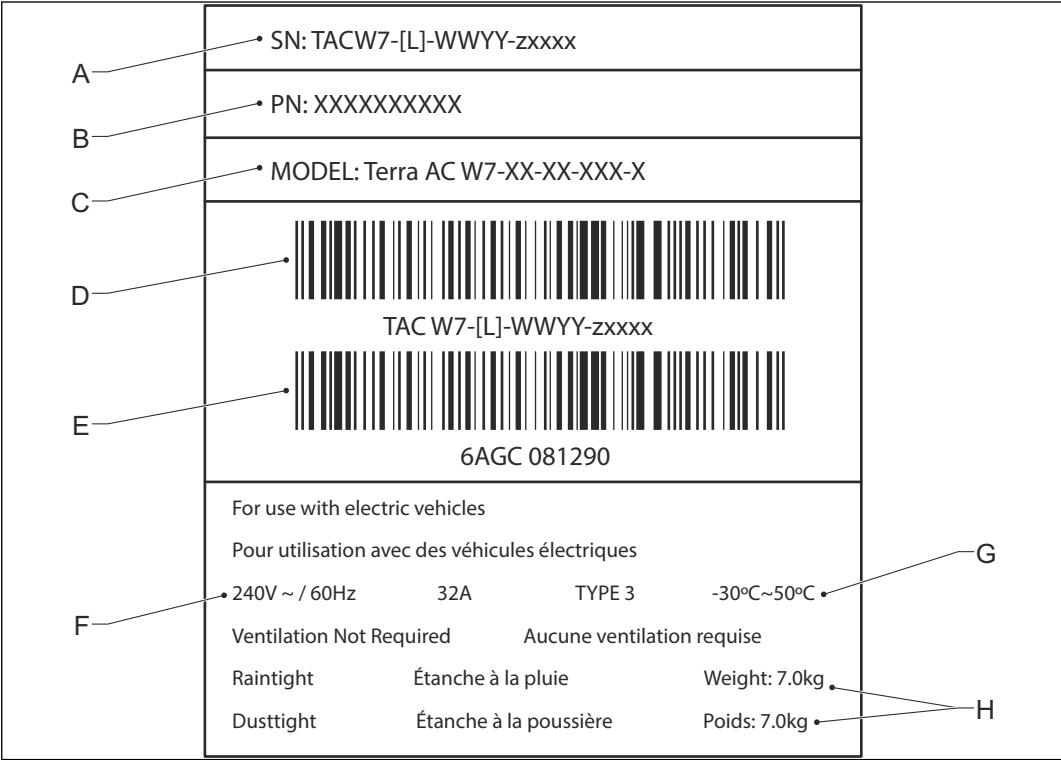 A
SN: TACW7-[L]-WWYY-zxxxx
B
PN: XXXXXXXXXX
C
MODEL: Terra AC W7-XX-XX-XXX-X
D
TAC W7-[L]-WWYY-zxxxx
E
6AGC 081290
For use with electric vehicles
Pour utilisation avec des véhicules électriques
G
F
240V ~ / 60Hz 32A TYPE 3 -30ºC~50ºC
Ventilation Not Required Aucune ventilation requise
Raintight Étanche à la pluie Weight: 7.0kg
H
Dusttight Étanche à la poussière Poids: 7.0kg